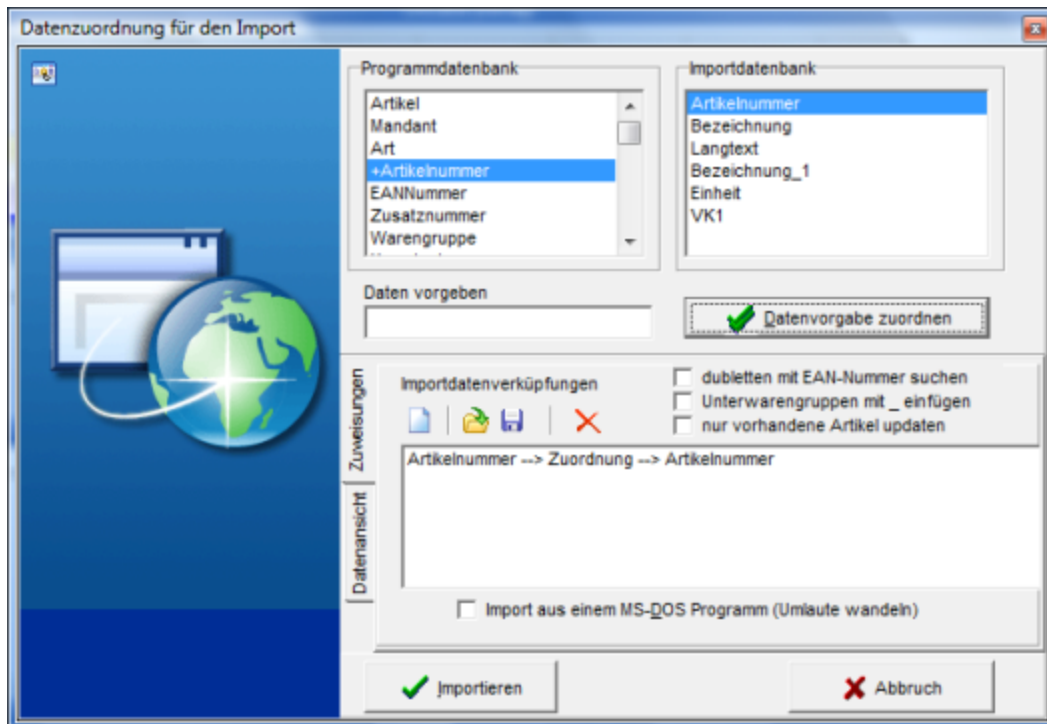 Datenzuordnung für den Import
Programmdatenbank
Artikel
Mandant
Art
+Artikelnummer
EANNummer
Zusatznummer
Warengruppe
Importdatenbank
Artikelnummer
Bezeichnung
Langtext
Bezeichnung_1
Einheit
VK1
Daten vorgeben
Datenvorgabe zuordnen
Zuweisungen
Datenansicht
Importdatenverküpfungen
dubletten mit EAN-Nummer suchen
Unterwarengruppen mit _ einfügen
nur vorhandene Artikel updaten
Artikelnummer --> Zuordnung --> Artikelnummer
Import aus einem MS-DOS Programm (Umlaute wandeln)
Importieren
Abbruch